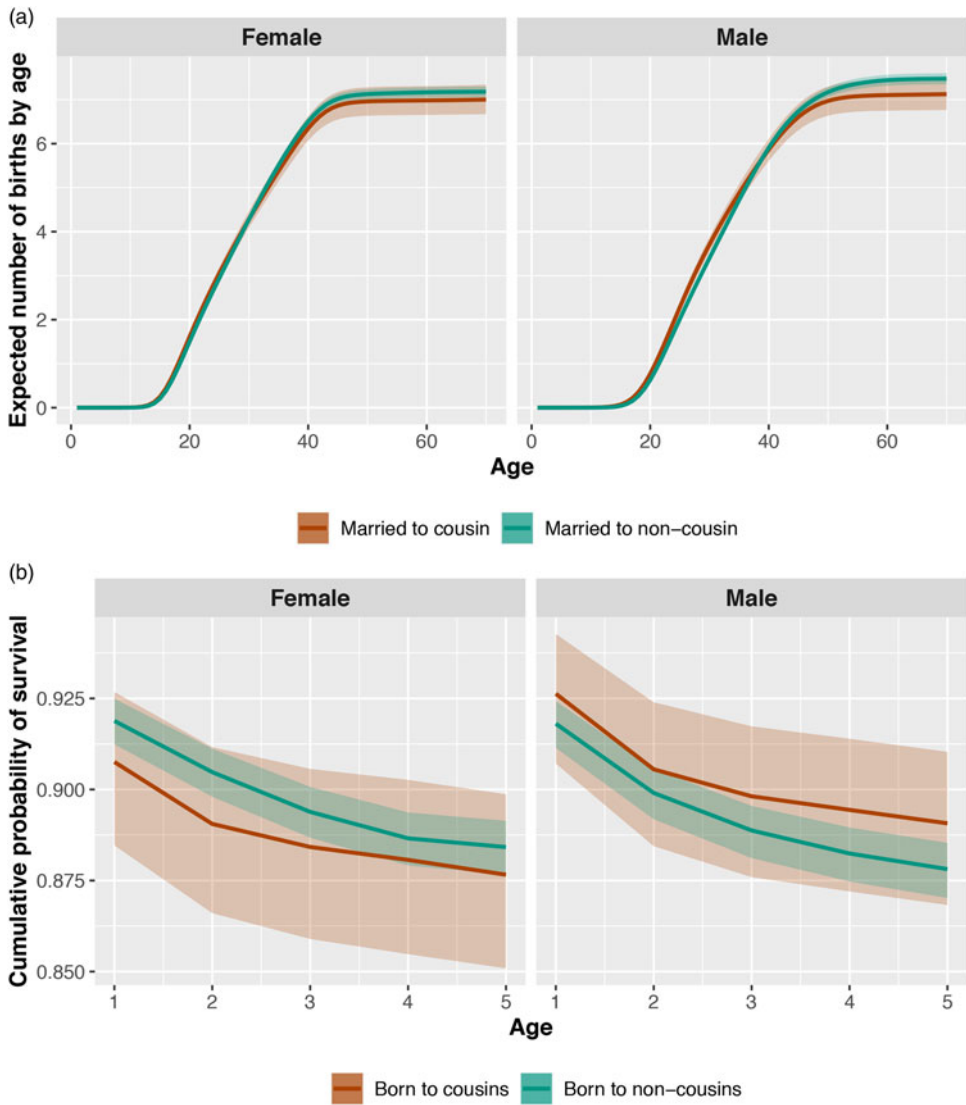 (a)
Female Male
Expected number of births by age
6
4
2
0
0 20 40 60 0 20 40 60
Age
Married to cousin Married to non−cousin
(b)
Female Male
Cumulative probability of survival
0.925
0.900
0.875
0.850
1 2 3 4 5 1 2 3 4 5
Age
Born to cousins Born to non−cousins